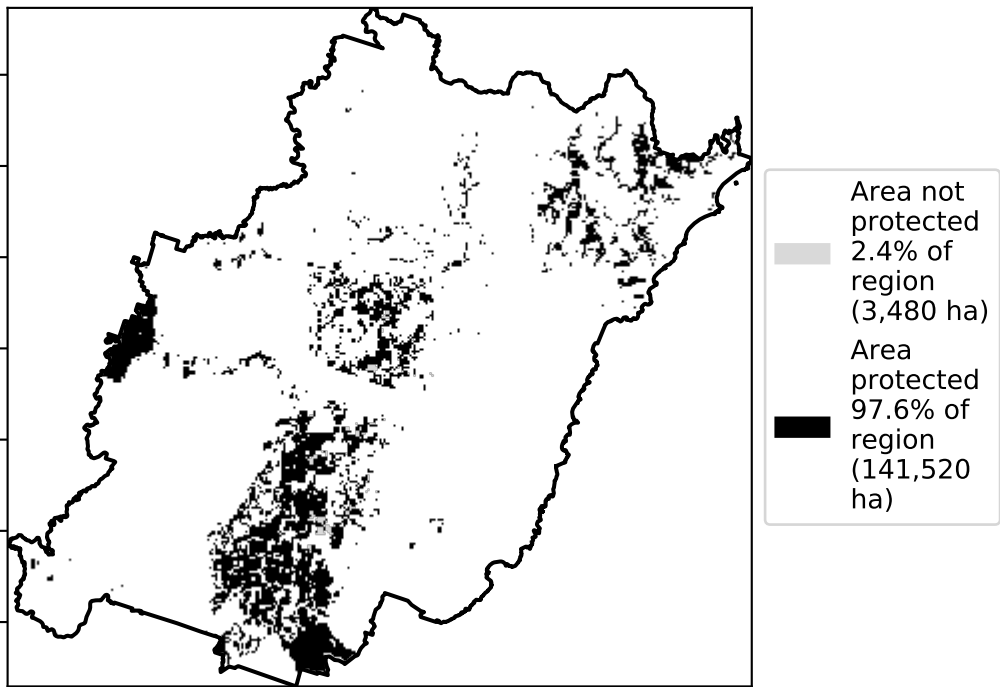 Area not
protected
2.4% of
region
(3,480 ha)
Area
protected
97.6% of
region
(141,520
ha)